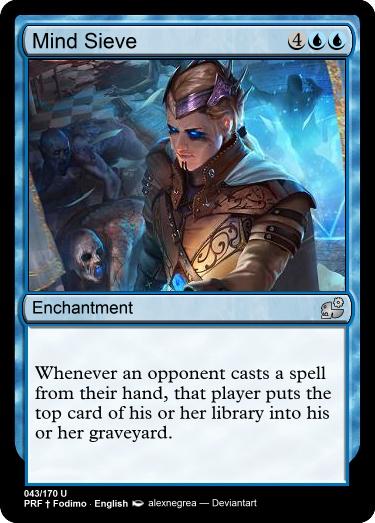 Mind Sieve 4
Enchantment
Whenever an opponent casts a spell
from their hand, that player puts the
top card of his or her library into his
or her graveyard.
043/170 U
PRF † Fodimo · English alexnegrea — Deviantart